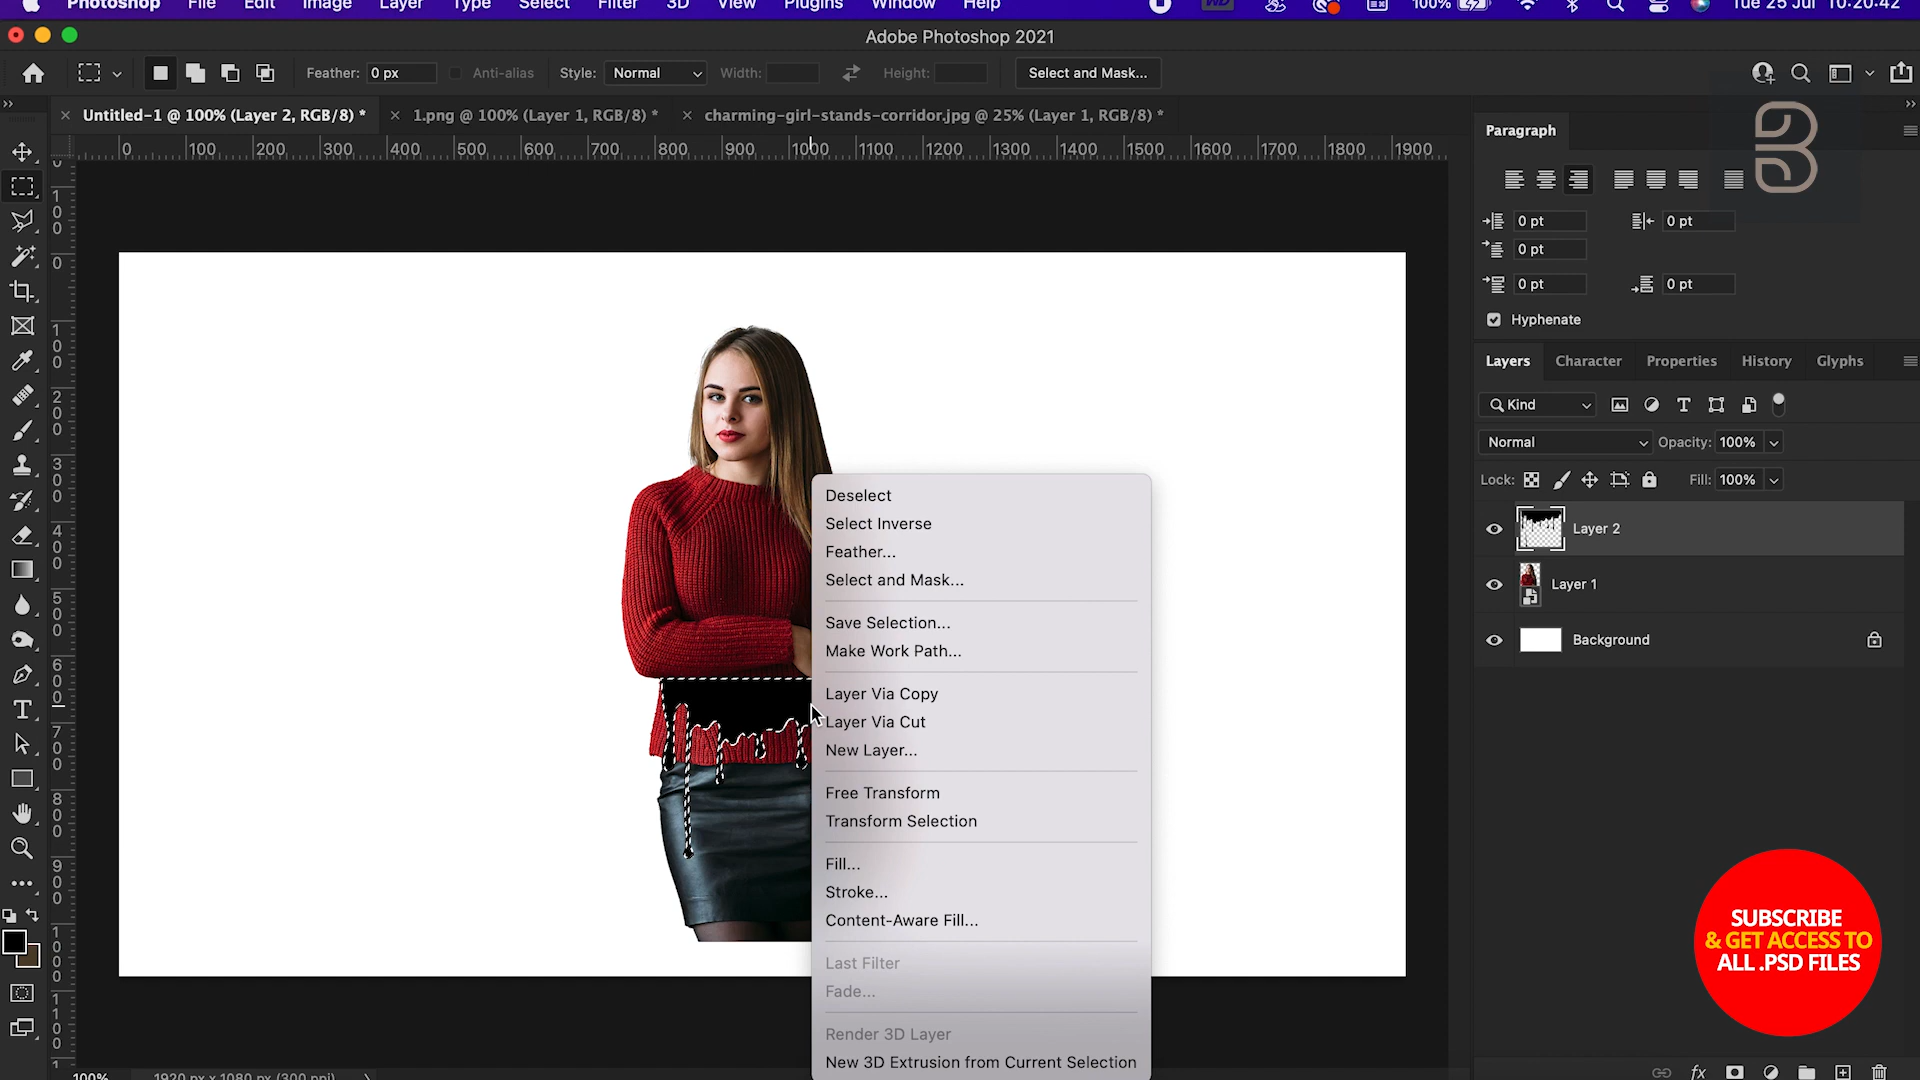 Photoshop File Edit Image Layer Type Select Filter 3D View Plugins Window Help 100% Tue 25 Jul 10:20:42
Adobe Photoshop 2021
Feather: 0 px Anti-alias Style: Normal Width: Height: Select and Mask...
Untitled-1 @ 100% (Layer 2, RGB/8) * 1.png @ 100% (Layer 1, RGB/8) * charming-girl-stands-corridor.jpg @ 25% (Layer 1, RGB/8) *
0 100 200 300 400 500 600 700 800 900 1000 1100 1200 1300 1400 1500 1600 1700 1800 1900
Paragraph
0 pt 0 pt
0 pt
0 pt 0 pt
Hyphenate
Layers Character Properties History Glyphs
Kind
Normal Opacity: 100%
Lock: Fill: 100%
Layer 2
Layer 1
Background
Deselect
Select Inverse
Feather...
Select and Mask...
Save Selection...
Make Work Path...
Layer Via Copy
Layer Via Cut
New Layer...
Free Transform
Transform Selection
Fill...
Stroke...
Content-Aware Fill...
Last Filter
Fade...
Render 3D Layer
New 3D Extrusion from Current Selection
SUBSCRIBE
& GET ACCESS TO
ALL .PSD FILES
100% 1920 px x 1080 px (300 ppi)